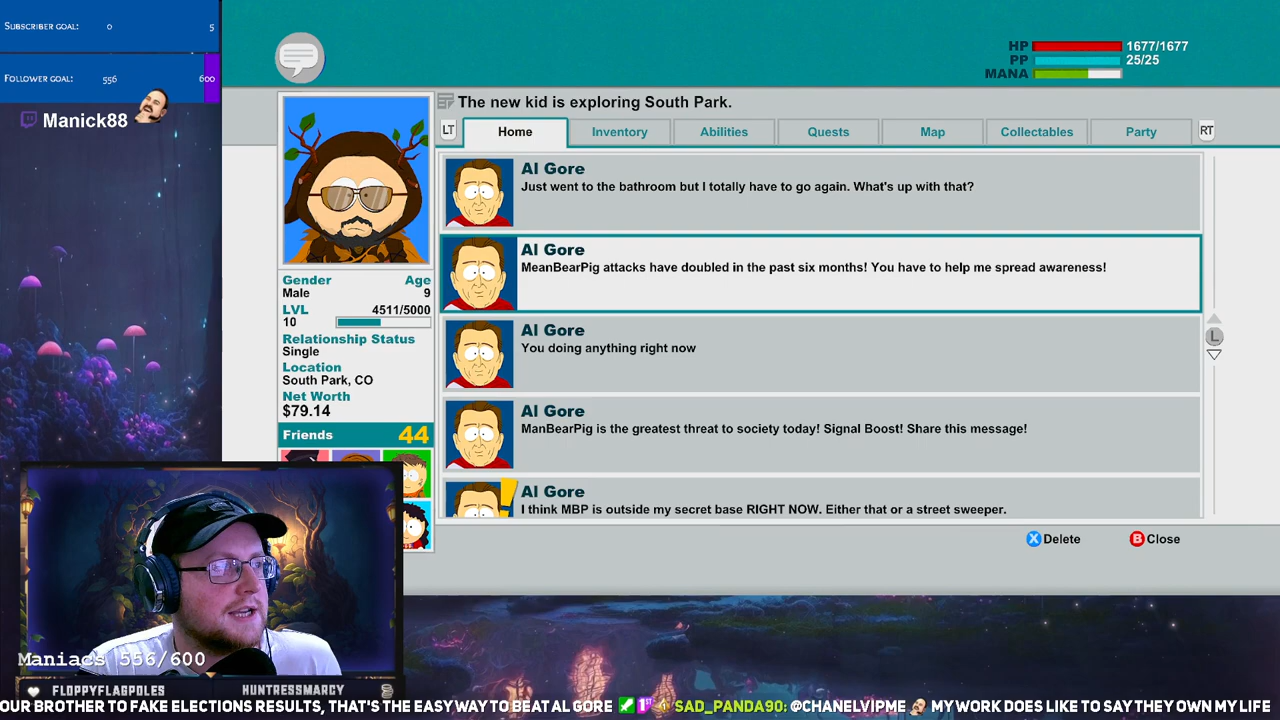 SUBSCRIBER GOAL: 0 5
FOLLOWER GOAL: 556 600
Manick88
HP 1677/1677
PP 25/25
MANA
The new kid is exploring South Park.
LT Home Inventory Abilities Quests Map Collectables Party RT
Gender Age
Male 9
LVL 4511/5000
10
Relationship Status
Single
Location
South Park, CO
Net Worth
$79.14
Friends 44
Al Gore
Just went to the bathroom but I totally have to go again. What's up with that?
Al Gore
MeanBearPig attacks have doubled in the past six months! You have to help me spread awareness!
Al Gore
You doing anything right now
Al Gore
ManBearPig is the greatest threat to society today! Signal Boost! Share this message!
Al Gore
I think MBP is outside my secret base RIGHT NOW. Either that or a street sweeper.
L
X Delete B Close
Maniacs 556/600
FLOPPYFLAGPOLES HUNTRESSMARCY
OUR BROTHER TO FAKE ELECTIONS RESULTS, THAT'S THE EASY WAY TO BEAT AL GORE 1st SAD_PANDA90: @CHANELVIPME MY WORK DOES LIKE TO SAY THEY OWN MY LIFE